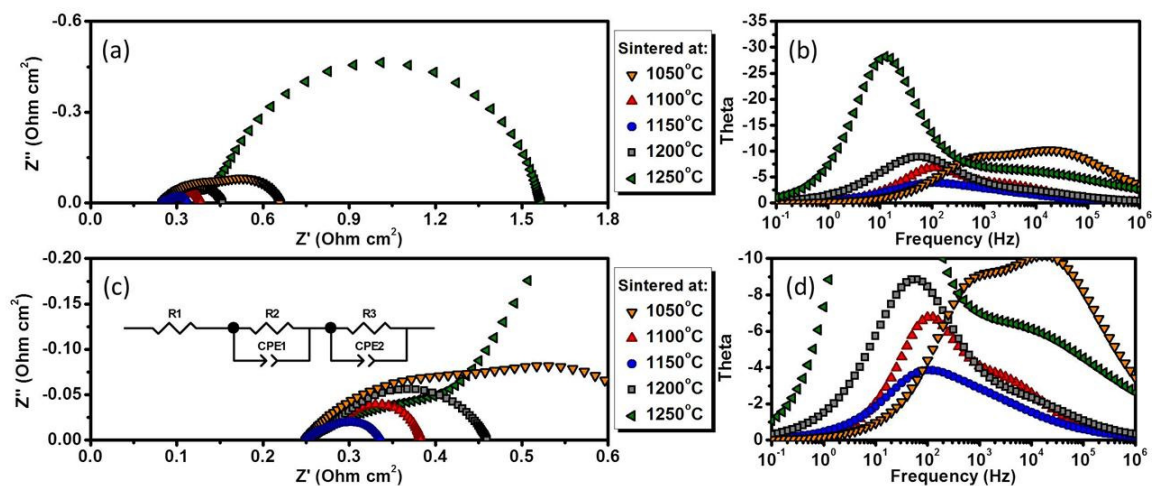 -0.6
-0.3
0.0
Z'' (Ohm cm²)
(a)
0.0 0.3 0.6 0.9 1.2 1.5 1.8
Z' (Ohm cm²)
Sintered at:
1050°C
1100°C
1150°C
1200°C
1250°C
-35
-30
-25
-20
-15
-10
-5
0
Theta
(b)
10⁻¹ 10⁰ 10¹ 10² 10³ 10⁴ 10⁵ 10⁶
Frequency (Hz)
-0.20
-0.15
-0.10
-0.05
0.00
Z'' (Ohm cm²)
(c)
R1 R2 R3
CPE1 CPE2
0.0 0.1 0.2 0.3 0.4 0.5 0.6
Z' (Ohm cm²)
Sintered at:
1050°C
1100°C
1150°C
1200°C
1250°C
-10
-8
-6
-4
-2
0
Theta
(d)
10⁻¹ 10⁰ 10¹ 10² 10³ 10⁴ 10⁵ 10⁶
Frequency (Hz)